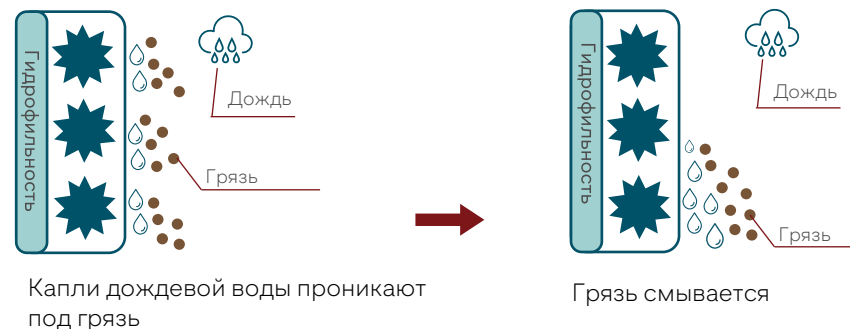 Гидрофильность
Дождь
Грязь
Капли дождевой воды проникают
под грязь
Гидрофильность
Дождь
Грязь
Грязь смывается